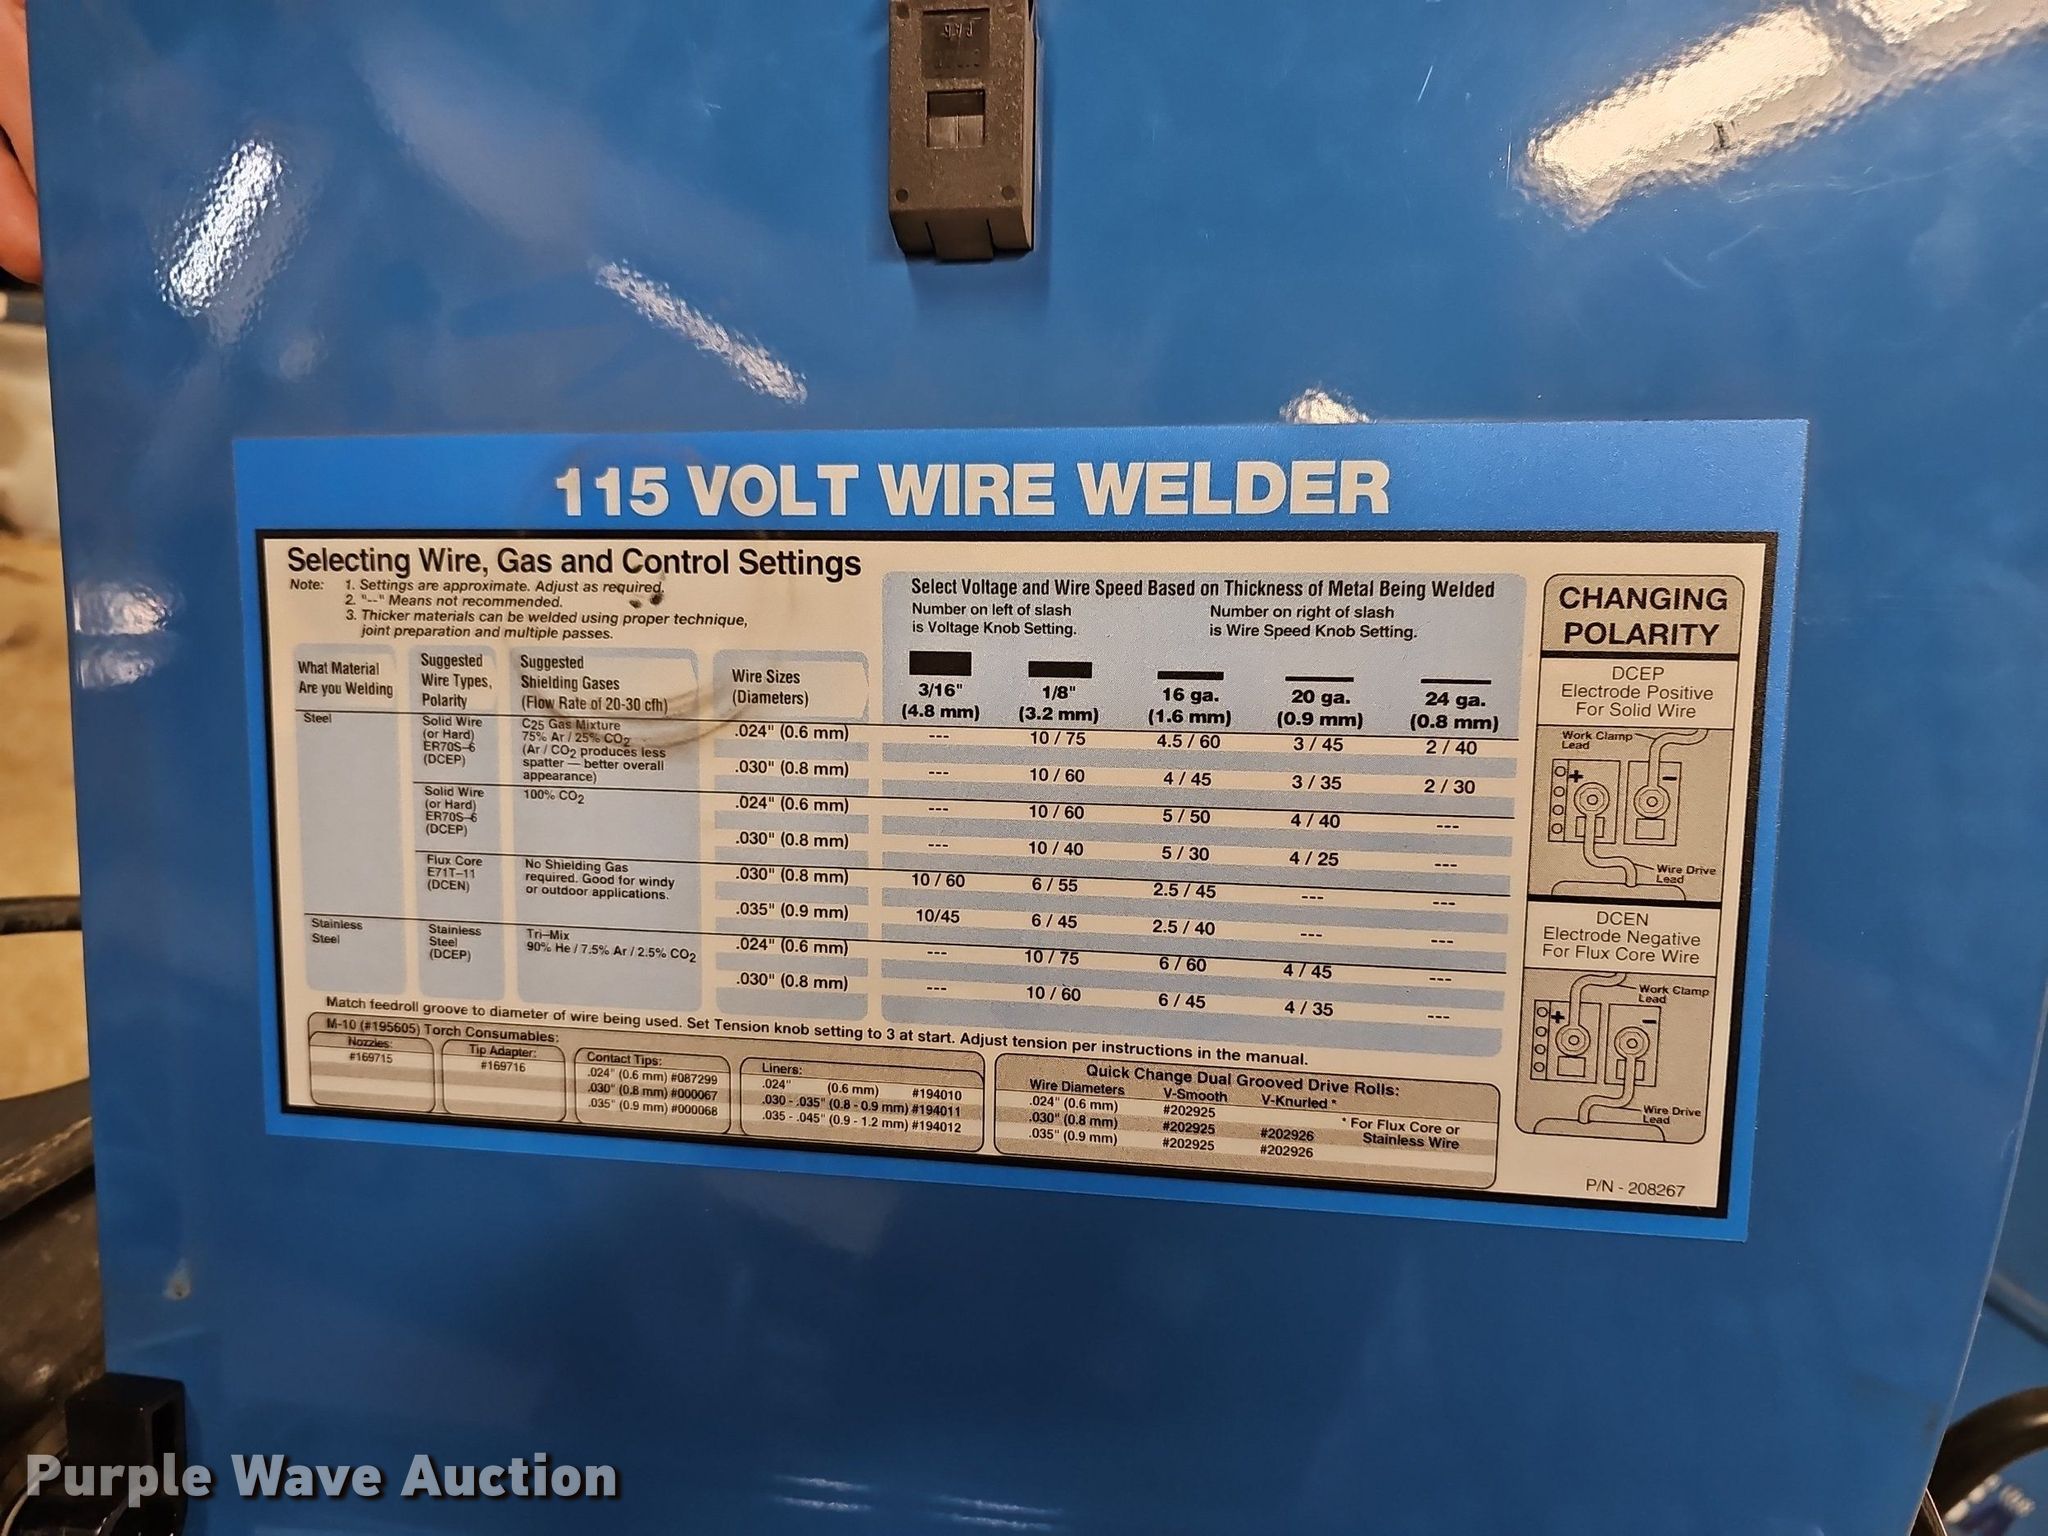 115 VOLT WIRE WELDER
Selecting Wire, Gas and Control Settings
Note: 1. Settings are approximate. Adjust as required.
2. "--" Means not recommended.
3. Thicker materials can be welded using proper technique,
joint preparation and multiple passes.
Select Voltage and Wire Speed Based on Thickness of Metal Being Welded
Number on left of slash
is Voltage Knob Setting.
Number on right of slash
is Wire Speed Knob Setting.
What Material
Are you Welding
Suggested
Wire Types,
Polarity
Suggested
Shielding Gases
(Flow Rate of 20-30 cfh)
Wire Sizes
(Diameters)
3/16"
(4.8 mm)
1/8"
(3.2 mm)
16 ga.
(1.6 mm)
20 ga.
(0.9 mm)
24 ga.
(0.8 mm)
Steel
Solid Wire
(or Hard)
ER70S-6
(DCEP)
C25 Gas Mixture
75% Ar / 25% CO2
(Ar / CO2 produces less
spatter — better overall
appearance)
.024" (0.6 mm) --- 10 / 75 4.5 / 60 3 / 45 2 / 40
.030" (0.8 mm) --- 10 / 60 4 / 45 3 / 35 2 / 30
Solid Wire
(or Hard)
ER70S-6
(DCEP)
100% CO2
.024" (0.6 mm) --- 10 / 60 5 / 50 4 / 40 ---
.030" (0.8 mm) --- 10 / 40 5 / 30 4 / 25 ---
Flux Core
E71T-11
(DCEN)
No Shielding Gas
required. Good for windy
or outdoor applications.
.030" (0.8 mm) 10 / 60 6 / 55 2.5 / 45 --- ---
.035" (0.9 mm) 10/45 6 / 45 2.5 / 40 --- ---
Stainless
Steel
Stainless
Steel
(DCEP)
Tri-Mix
90% He / 7.5% Ar / 2.5% CO2
.024" (0.6 mm) --- 10 / 75 6 / 60 4 / 45 ---
.030" (0.8 mm) --- 10 / 60 6 / 45 4 / 35 ---
Match feedroll groove to diameter of wire being used. Set Tension knob setting to 3 at start. Adjust tension per instructions in the manual.
M-10 (#195605) Torch Consumables:
Nozzles:
#169715
Tip Adapter:
#169716
Contact Tips:
.024" (0.6 mm) #087299
.030" (0.8 mm) #000067
.035" (0.9 mm) #000068
Liners:
.024" (0.6 mm) #194010
.030 - .035" (0.8 - 0.9 mm) #194011
.035 - .045" (0.9 - 1.2 mm) #194012
Quick Change Dual Grooved Drive Rolls:
Wire Diameters V-Smooth V-Knurled *
.024" (0.6 mm) #202925
.030" (0.8 mm) #202925 #202926
.035" (0.9 mm) #202925 #202926
* For Flux Core or
Stainless Wire
CHANGING
POLARITY
DCEP
Electrode Positive
For Solid Wire
Work Clamp
Lead
+ -
Wire Drive
Lead
DCEN
Electrode Negative
For Flux Core Wire
Work Clamp
Lead
+ -
Wire Drive
Lead
P/N - 208267
Purple Wave Auction